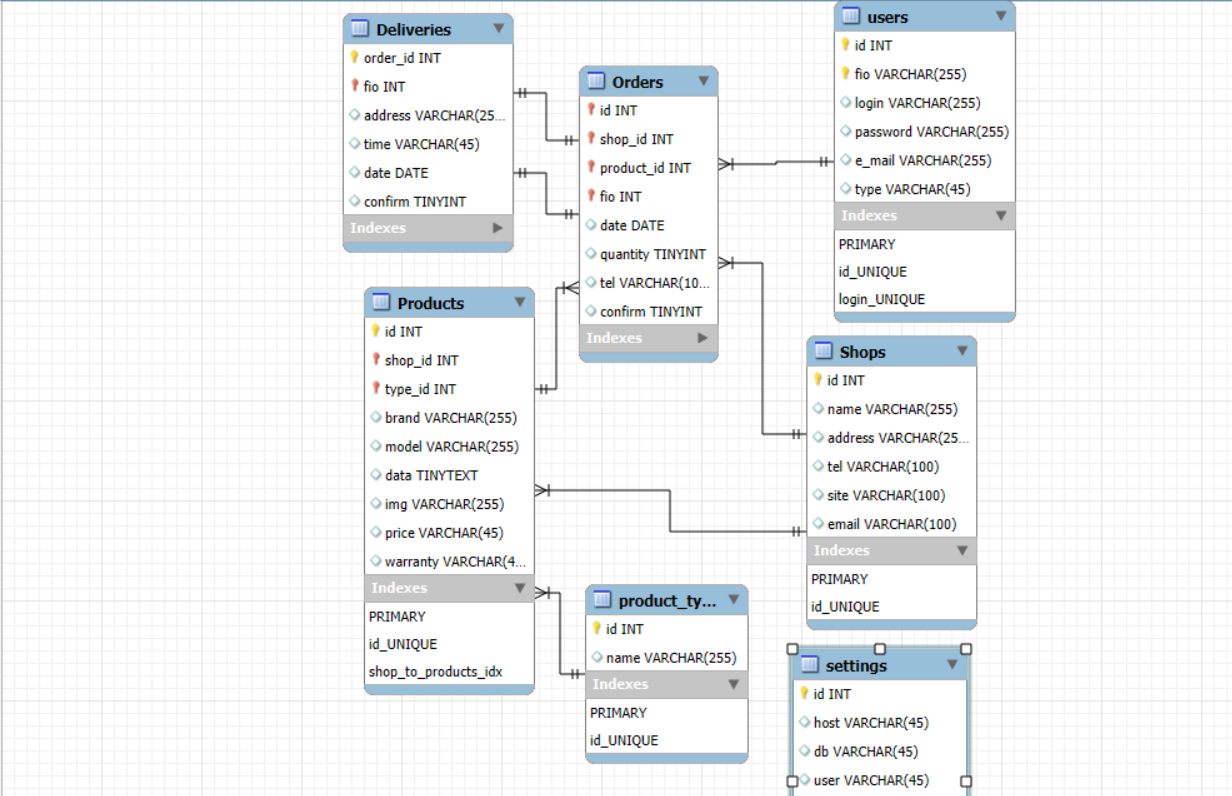 Deliveries
order_id INT
fio INT
address VARCHAR(25...
time VARCHAR(45)
date DATE
confirm TINYINT
Indexes
Orders
id INT
shop_id INT
product_id INT
fio INT
date DATE
quantity TINYINT
tel VARCHAR(10...
confirm TINYINT
Indexes
users
id INT
fio VARCHAR(255)
login VARCHAR(255)
password VARCHAR(255)
e_mail VARCHAR(255)
type VARCHAR(45)
Indexes
PRIMARY
id_UNIQUE
login_UNIQUE
Products
id INT
shop_id INT
type_id INT
brand VARCHAR(255)
model VARCHAR(255)
data TINYTEXT
img VARCHAR(255)
price VARCHAR(45)
warranty VARCHAR(4...
Indexes
PRIMARY
id_UNIQUE
shop_to_products_idx
Shops
id INT
name VARCHAR(255)
address VARCHAR(25...
tel VARCHAR(100)
site VARCHAR(100)
email VARCHAR(100)
Indexes
PRIMARY
id_UNIQUE
product_ty...
id INT
name VARCHAR(255)
Indexes
PRIMARY
id_UNIQUE
settings
id INT
host VARCHAR(45)
db VARCHAR(45)
user VARCHAR(45)